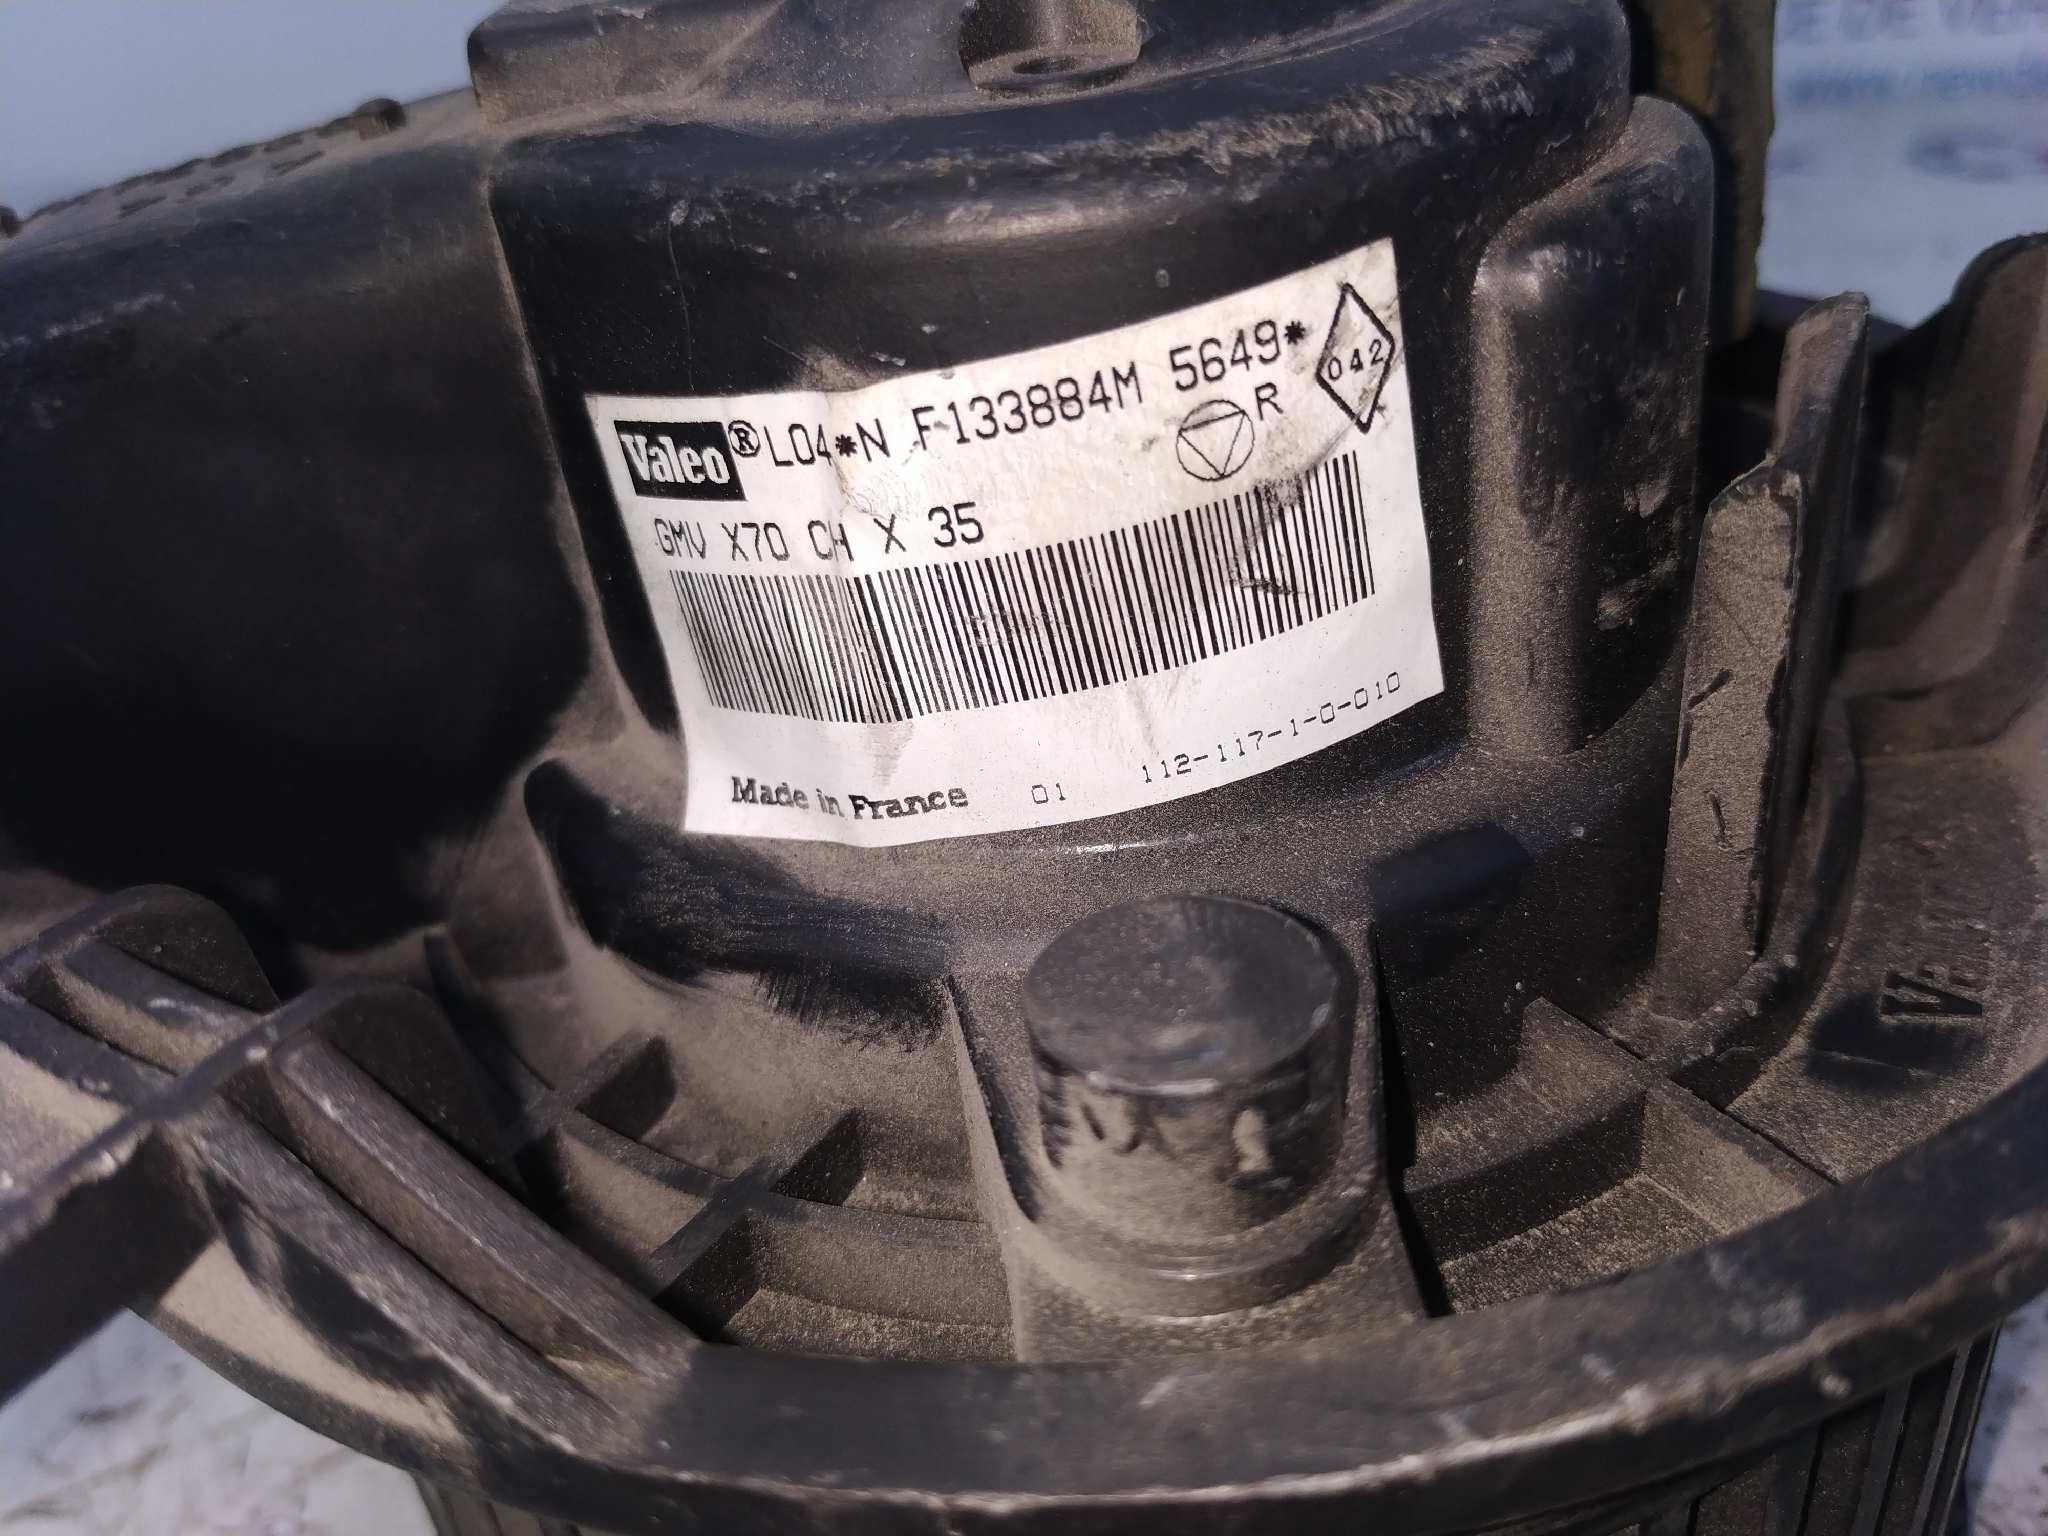 Valeo® L04*N F133884M 5649*
R
042
GMV X70 CH X 35
Made in France 01 112-117-1-0-010